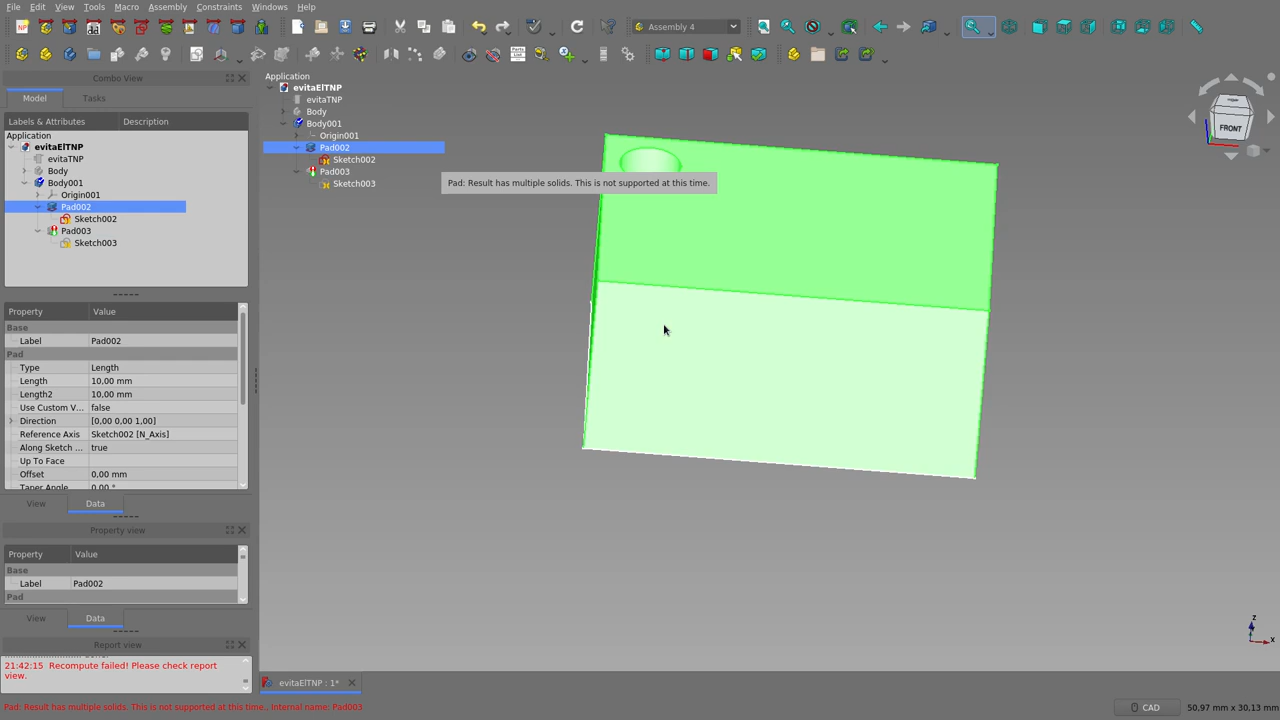 File Edit View Tools Macro Assembly Constraints Windows Help
Assembly 4
Combo View
Model Tasks
Labels & Attributes Description
Application
evitaElTNP
evitaTNP
Body
Body001
Origin001
Pad002
Sketch002
Pad003
Sketch003
Property Value
Base
Label Pad002
Pad
Type Length
Length 10,00 mm
Length2 10,00 mm
Use Custom V... false
Direction [0,00 0,00 1,00]
Reference Axis Sketch002 [N_Axis]
Along Sketch ... true
Up To Face
Offset 0,00 mm
Taper Angle 0,00 °
View Data
Property view
Property Value
Base
Label Pad002
Pad
View Data
Report view
21:42:15 Recompute failed! Please check report
view.
Application
evitaElTNP
evitaTNP
Body
Body001
Origin001
Pad002
Sketch002
Pad003
Sketch003
Pad: Result has multiple solids. This is not supported at this time.
FRONT
z
x
evitaElTNP : 1*
Pad: Result has multiple solids. This is not supported at this time.. Internal name: Pad003
CAD 50,97 mm x 30,13 mm